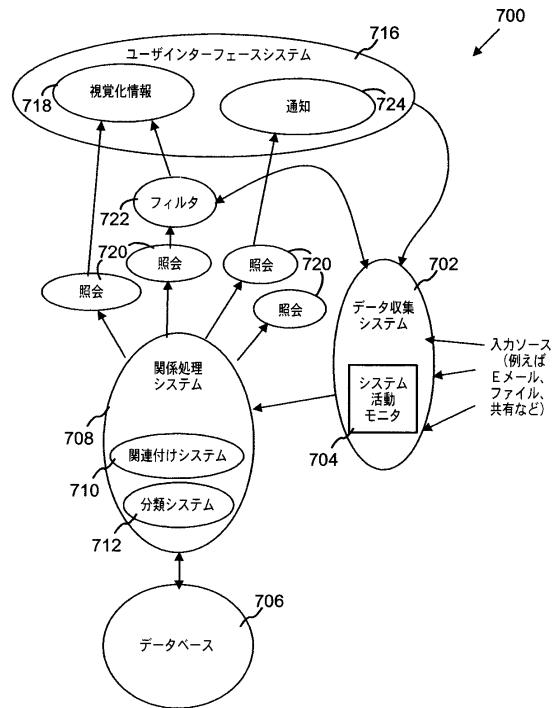 700
ユーザインターフェースシステム
716
視覚化情報
718
通知
724
フィルタ
722
720
照会
照会
照会
720
照会
720
702
データ収集
システム
システム
活動
モニタ
704
入力ソース
(例えば
Eメール、
ファイル、
共有など)
関係処理
システム
708
関連付けシステム
710
分類システム
712
706
データベース